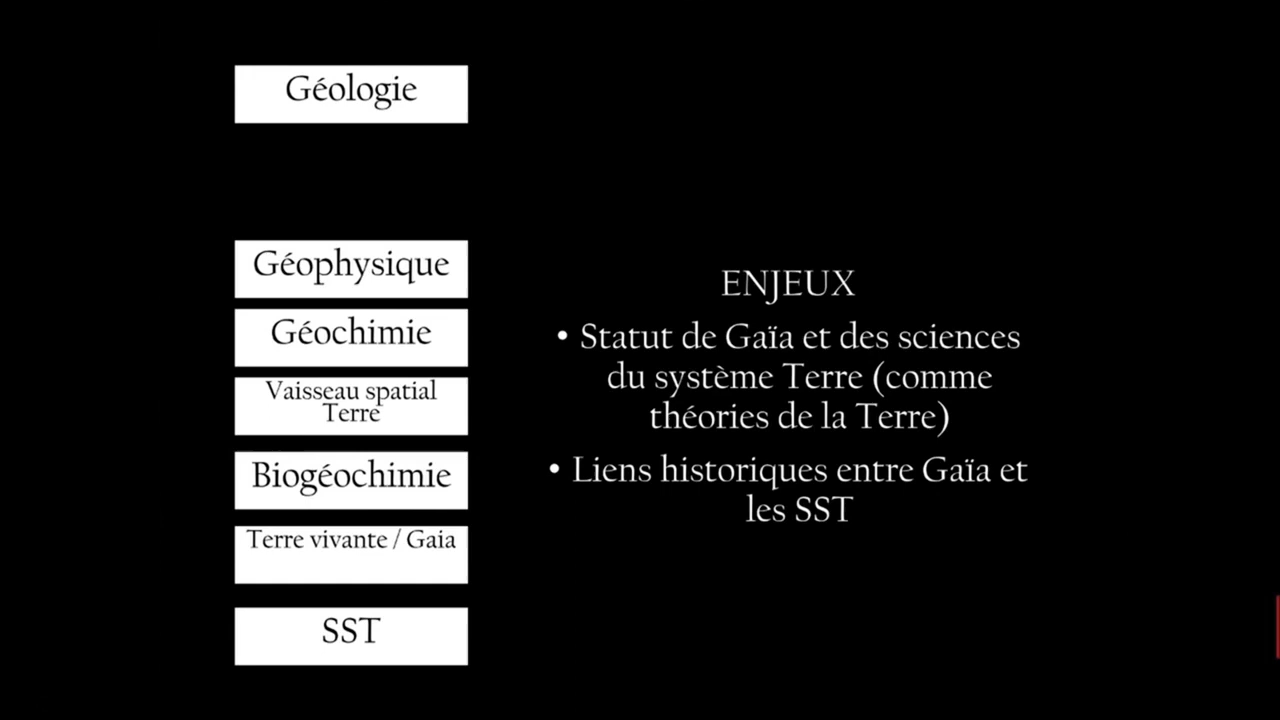 Géologie
Géophysique
Géochimie
Vaisseau spatial
Terre
Biogéochimie
Terre vivante / Gaia
SST
ENJEUX
• Statut de Gaïa et des sciences
du système Terre (comme
théories de la Terre)
• Liens historiques entre Gaïa et
les SST